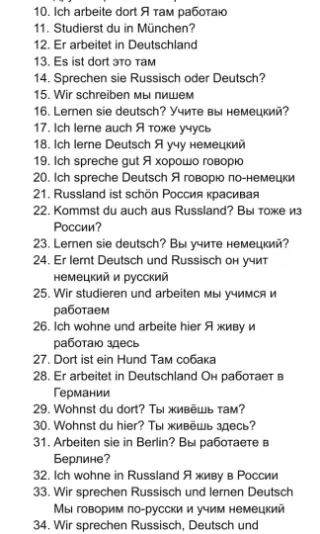 10. Ich arbeite dort Я там работаю
11. Studierst du in München?
12. Er arbeitet in Deutschland
13. Es ist dort это там
14. Sprechen sie Russisch oder Deutsch?
15. Wir schreiben мы пишем
16. Lernen sie deutsch? Учите вы немецкий?
17. Ich lerne auch Я тоже учусь
18. Ich lerne Deutsch Я учу немецкий
19. Ich spreche gut Я хорошо говорю
20. Ich spreche Deutsch Я говорю по-немецки
21. Russland ist schön Россия красивая
22. Kommst du auch aus Russland? Вы тоже из
России?
23. Lernen sie deutsch? Вы учите немецкий?
24. Er lernt Deutsch und Russisch он учит
немецкий и русский
25. Wir studieren und arbeiten мы учимся и
работаем
26. Ich wohne und arbeite hier Я живу и
работаю здесь
27. Dort ist ein Hund Там собака
28. Er arbeitet in Deutschland Он работает в
Германии
29. Wohnst du dort? Ты живёшь там?
30. Wohnst du hier? Ты живёшь здесь?
31. Arbeiten sie in Berlin? Вы работаете в
Берлине?
32. Ich wohne in Russland Я живу в России
33. Wir sprechen Russisch und lernen Deutsch
Мы говорим по-русски и учим немецкий
34. Wir sprechen Russisch, Deutsch und